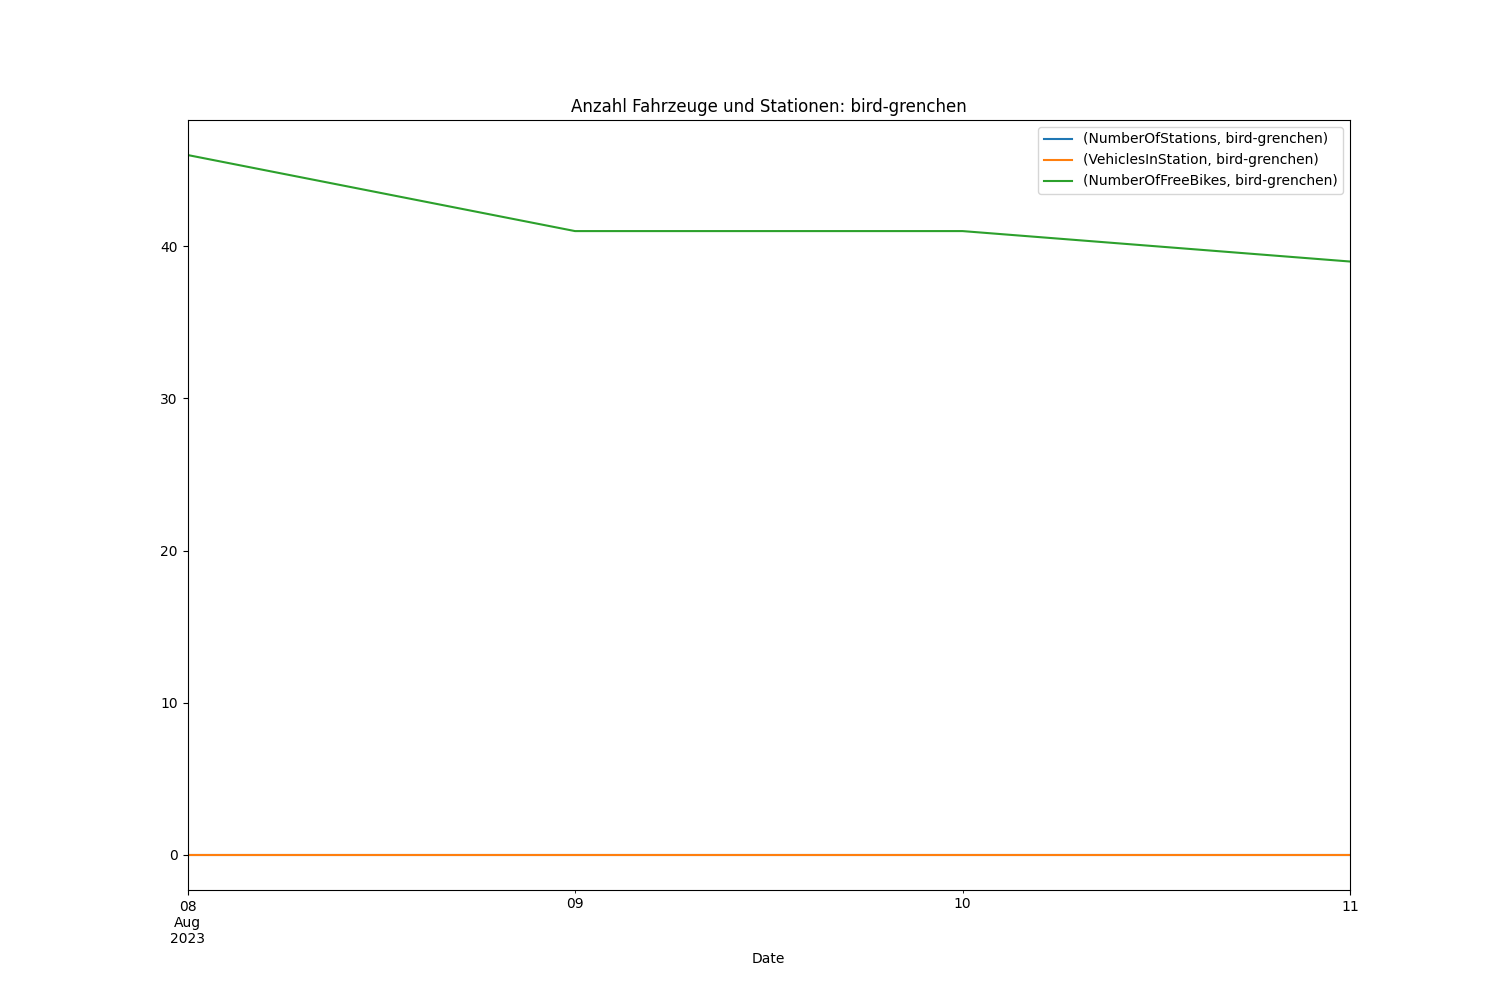 Anzahl Fahrzeuge und Stationen: bird-grenchen
(NumberOfStations, bird-grenchen)
(VehiclesInStation, bird-grenchen)
(NumberOfFreeBikes, bird-grenchen)
40
30
20
10
0
08
Aug
2023
09
10
11
Date